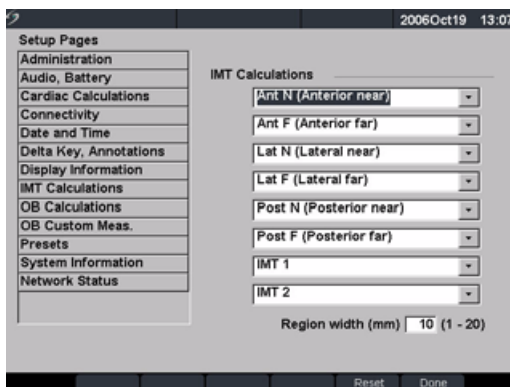 2006Oct19 13:07
Setup Pages
Administration
Audio, Battery
Cardiac Calculations
Connectivity
Date and Time
Delta Key, Annotations
Display Information
IMT Calculations
OB Calculations
OB Custom Meas.
Presets
System Information
Network Status
IMT Calculations
Ant N (Anterior near)
Ant F (Anterior far)
Lat N (Lateral near)
Lat F (Lateral far)
Post N (Posterior near)
Post F (Posterior far)
IMT 1
IMT 2
Region width (mm) 10 (1 - 20)
Reset Done